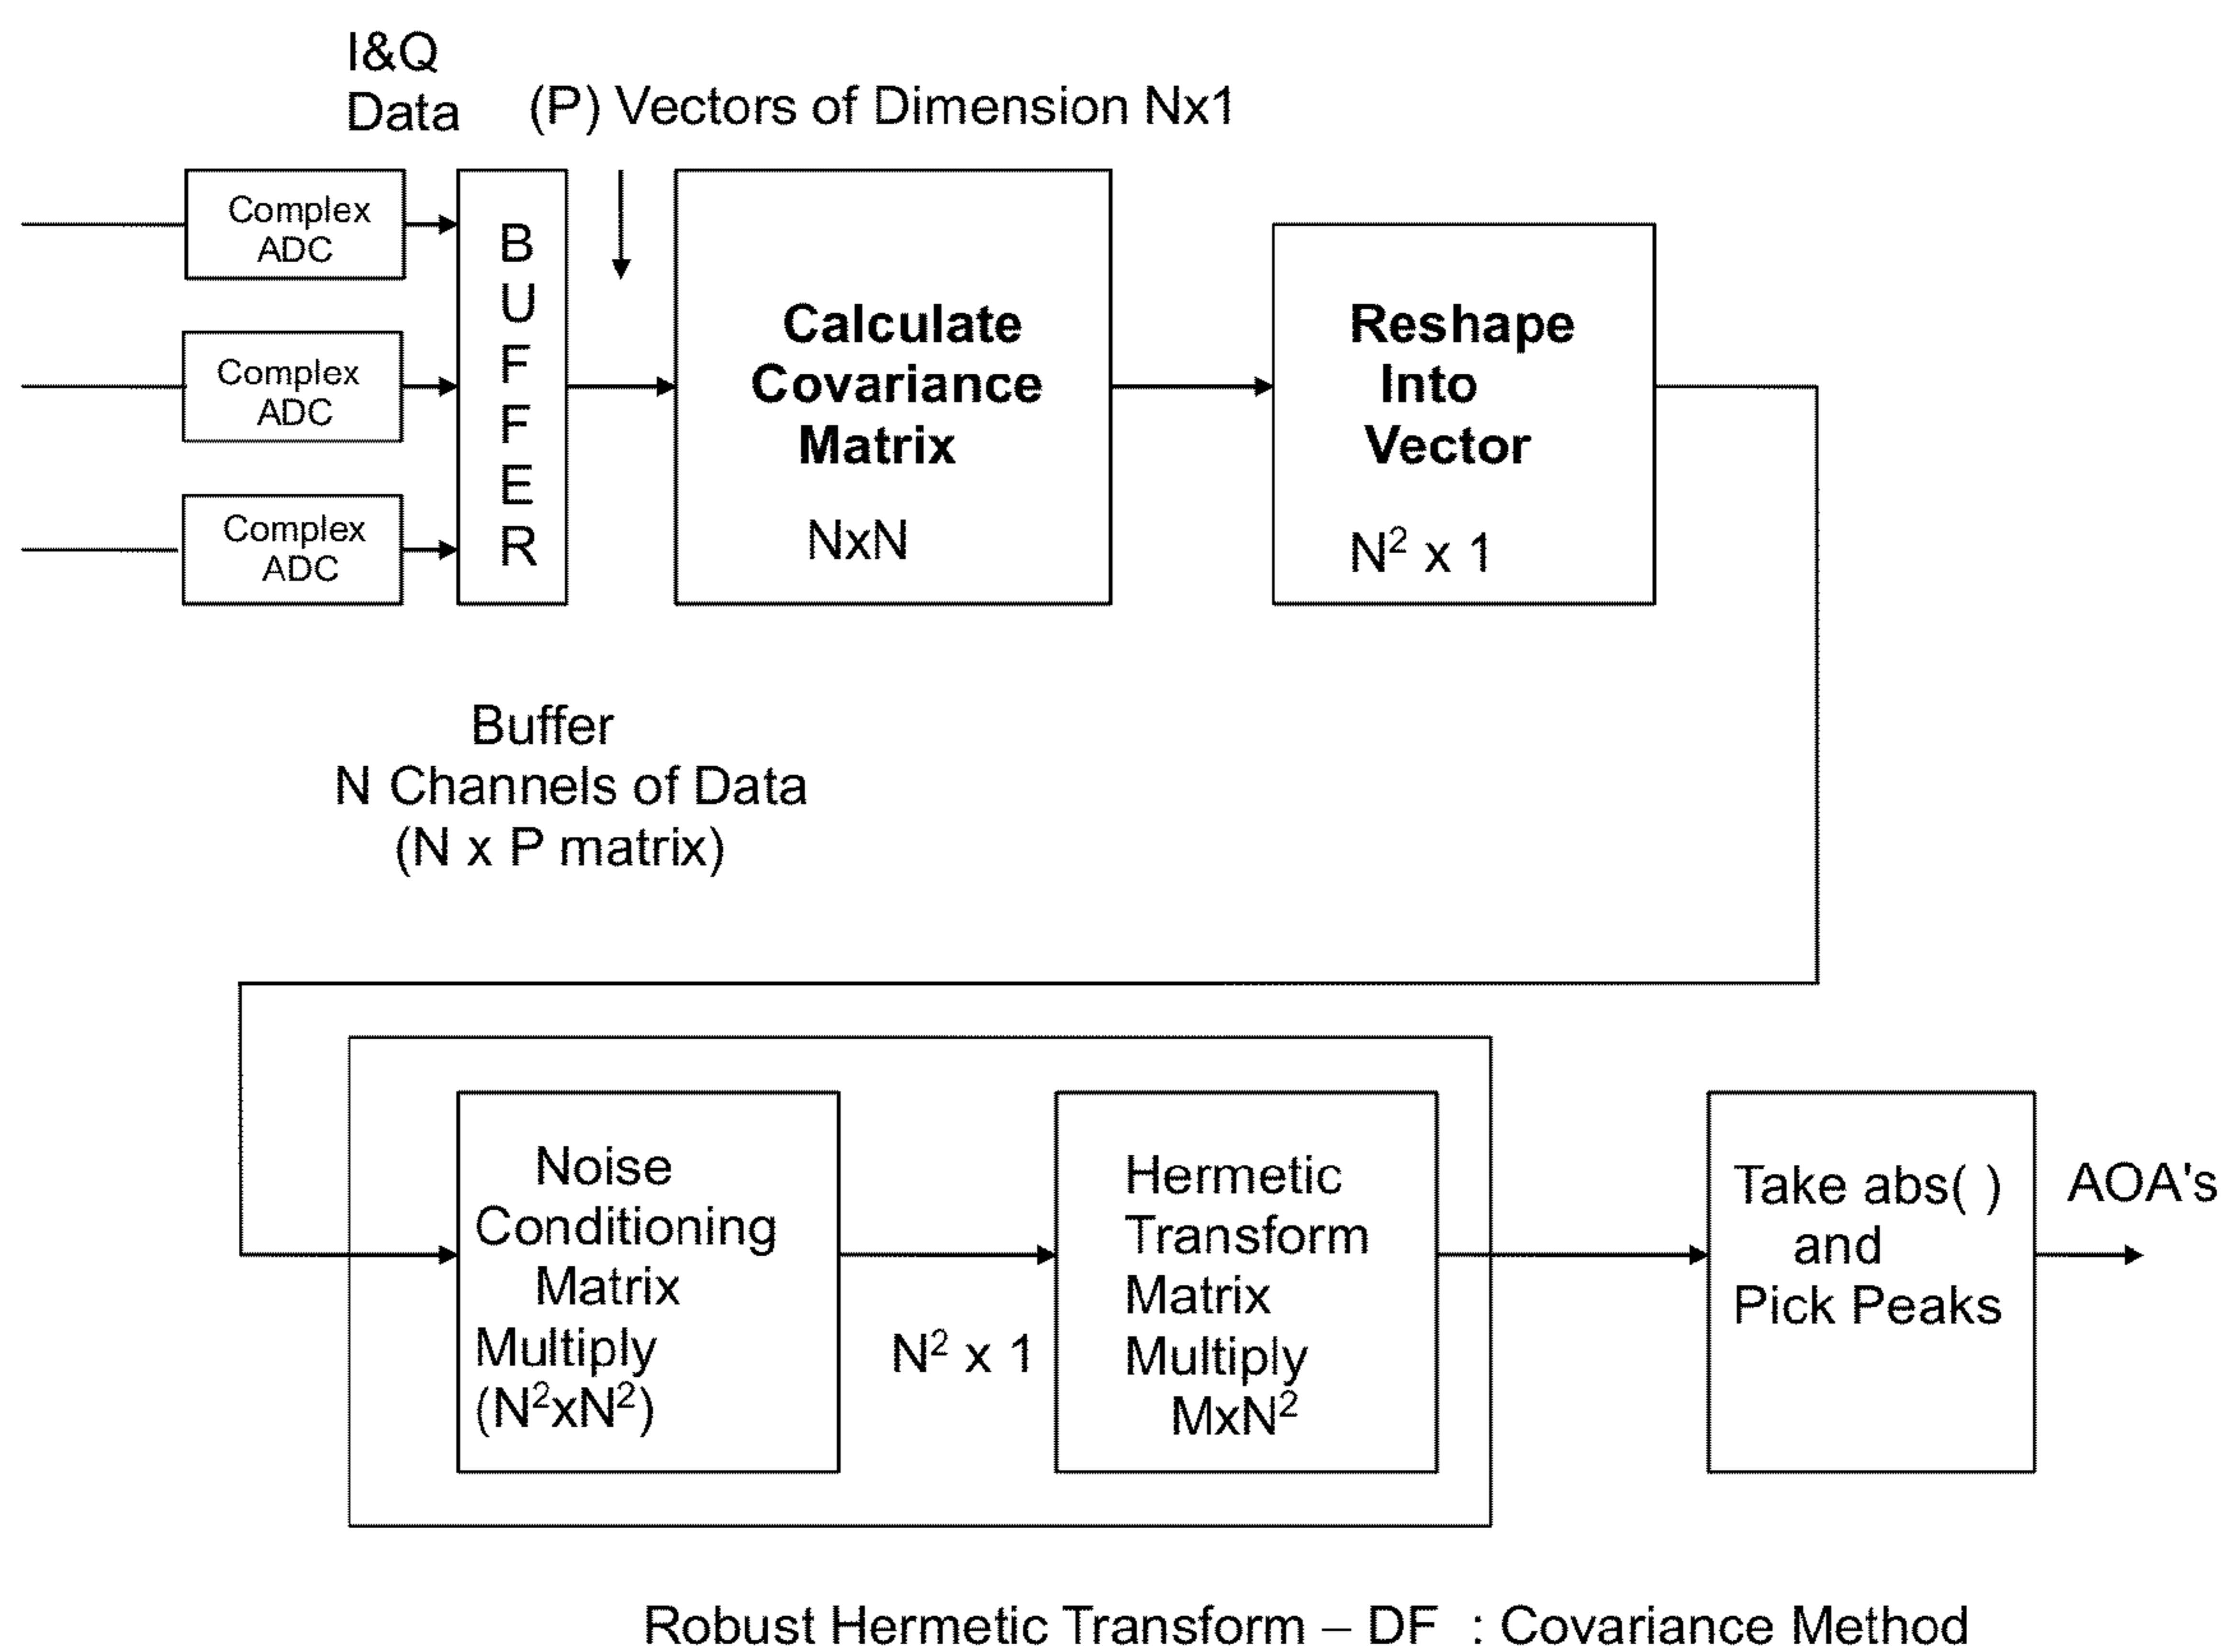 I&Q
Data
(P) Vectors of Dimension Nx1
Complex
ADC
Complex
ADC
Complex
ADC
B
U
F
F
E
R
Calculate
Covariance
Matrix
NxN
Reshape
Into
Vector
N² x 1
Buffer
N Channels of Data
(N x P matrix)
Noise
Conditioning
Matrix
Multiply
(N²xN²)
N² x 1
Hermetic
Transform
Matrix
Multiply
MxN²
Take abs( )
and
Pick Peaks
AOA's
Robust Hermetic Transform – DF : Covariance Method